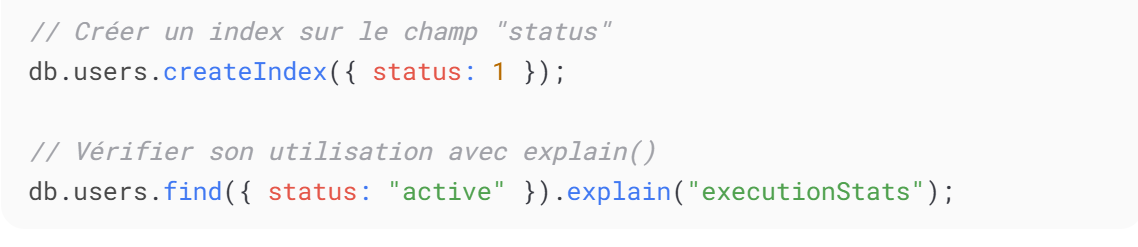 // Créer un index sur le champ "status"
db.users.createIndex({ status: 1 });
// Vérifier son utilisation avec explain()
db.users.find({ status: "active" }).explain("executionStats");